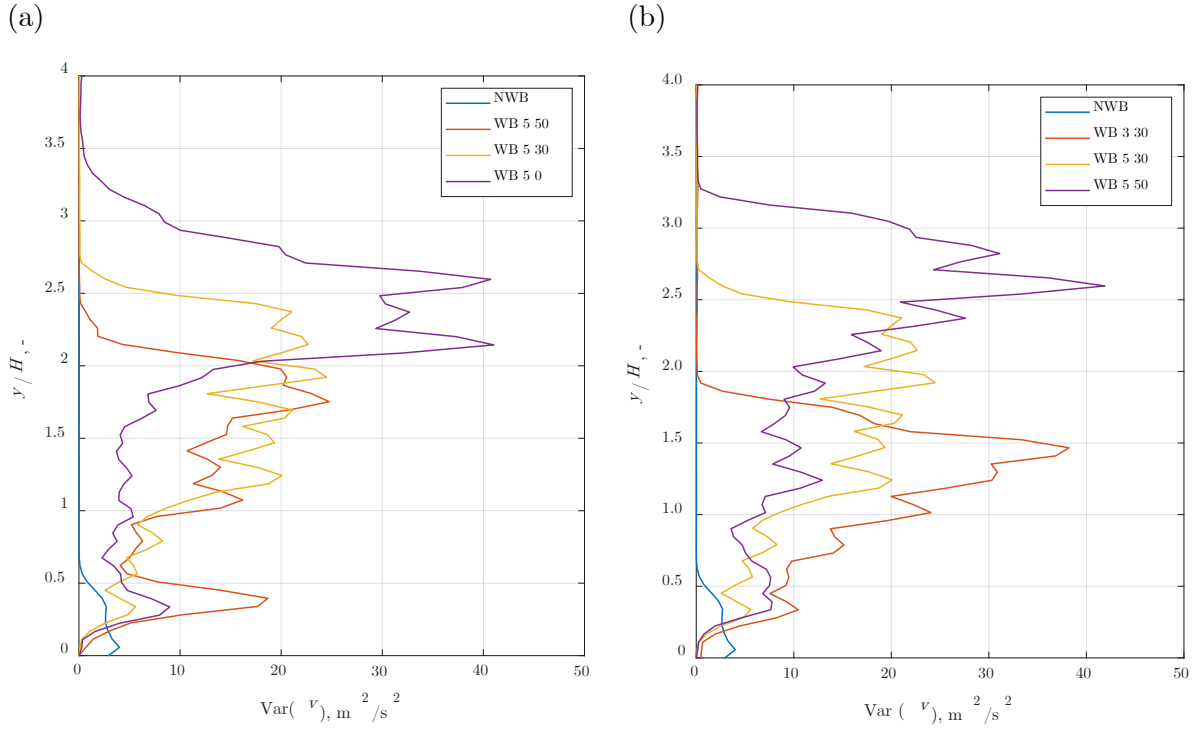 (a)
4
3.5
3
2.5
2
1.5
1
0.5
0
y / H , -
0 10 20 30 40 50
Var( v), m 2 /s 2
NWB
WB 5 50
WB 5 30
WB 5 0
(b)
4.0
3.5
3.0
2.5
2.0
1.5
1.0
0.5
0
y / H , -
0 10 20 30 40 50
Var ( v), m 2 /s 2
NWB
WB 3 30
WB 5 30
WB 5 50